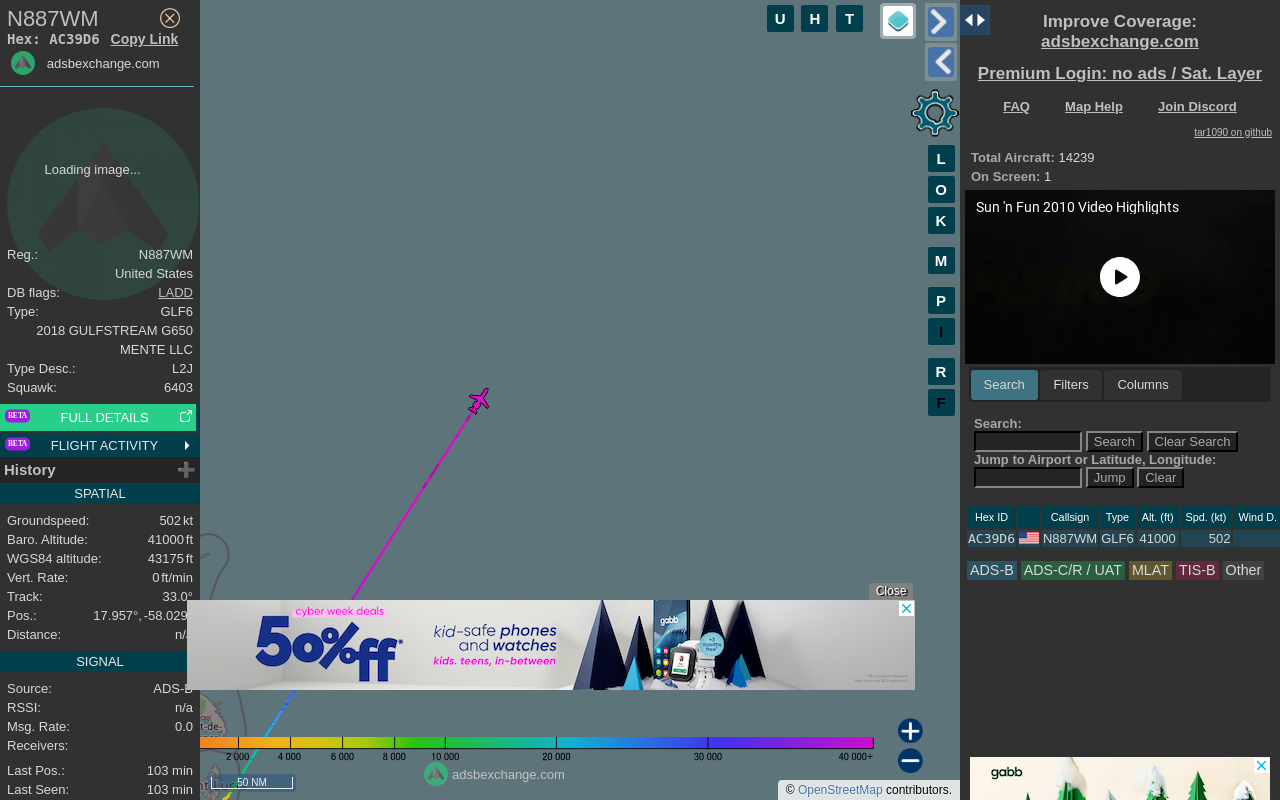 N887WM
Hex: AC39D6 Copy Link
adsbexchange.com
Loading image...
Reg.: N887WM
United States
DB flags: LADD
Type: GLF6
2018 GULFSTREAM G650
MENTE LLC
Type Desc.: L2J
Squawk: 6403
BETA FULL DETAILS
BETA FLIGHT ACTIVITY
History
SPATIAL
Groundspeed: 502 kt
Baro. Altitude: 41000 ft
WGS84 altitude: 43175 ft
Vert. Rate: 0 ft/min
Track: 33.0°
Pos.: 17.957°, -58.029
Distance: n/a
SIGNAL
Source: ADS-B
RSSI: n/a
Msg. Rate: 0.0
Receivers:
Last Pos.: 103 min
Last Seen: 103 min
U H T
L
O
K
M
P
I
R
F
Close
cyber week deals
50%ff*
kid-safe phones
and watches
kids. teens, in-between
gabb
+3
months
free!
2 000 4 000 6 000 8 000 10 000 20 000 30 000 40 000+
50 NM
adsbexchange.com
© OpenStreetMap contributors.
Improve Coverage:
adsbexchange.com
Premium Login: no ads / Sat. Layer
FAQ Map Help Join Discord
tar1090 on github
Total Aircraft: 14239
On Screen: 1
Sun 'n Fun 2010 Video Highlights
Search Filters Columns
Search:
Search Clear Search
Jump to Airport or Latitude, Longitude:
Jump Clear
Hex ID Callsign Type Alt. (ft) Spd. (kt) Wind D.
AC39D6 N887WM GLF6 41000 502
ADS-B ADS-C/R / UAT MLAT TIS-B Other
gabb